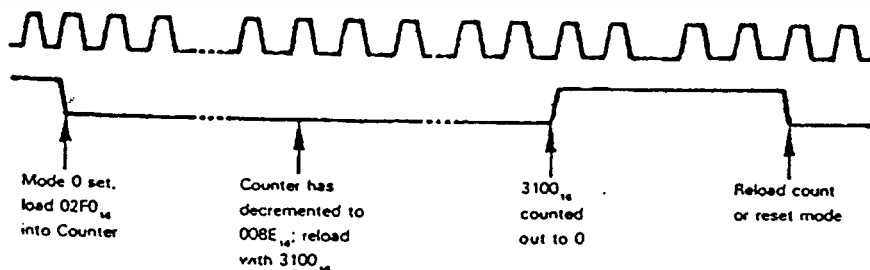 Mode 0 set,
load 02F0₁₆
into Counter
Counter has
decremented to
008E₁₆; reload
with 3100₁₆
3100₁₆
counted
out to 0
Reload count
or reset mode